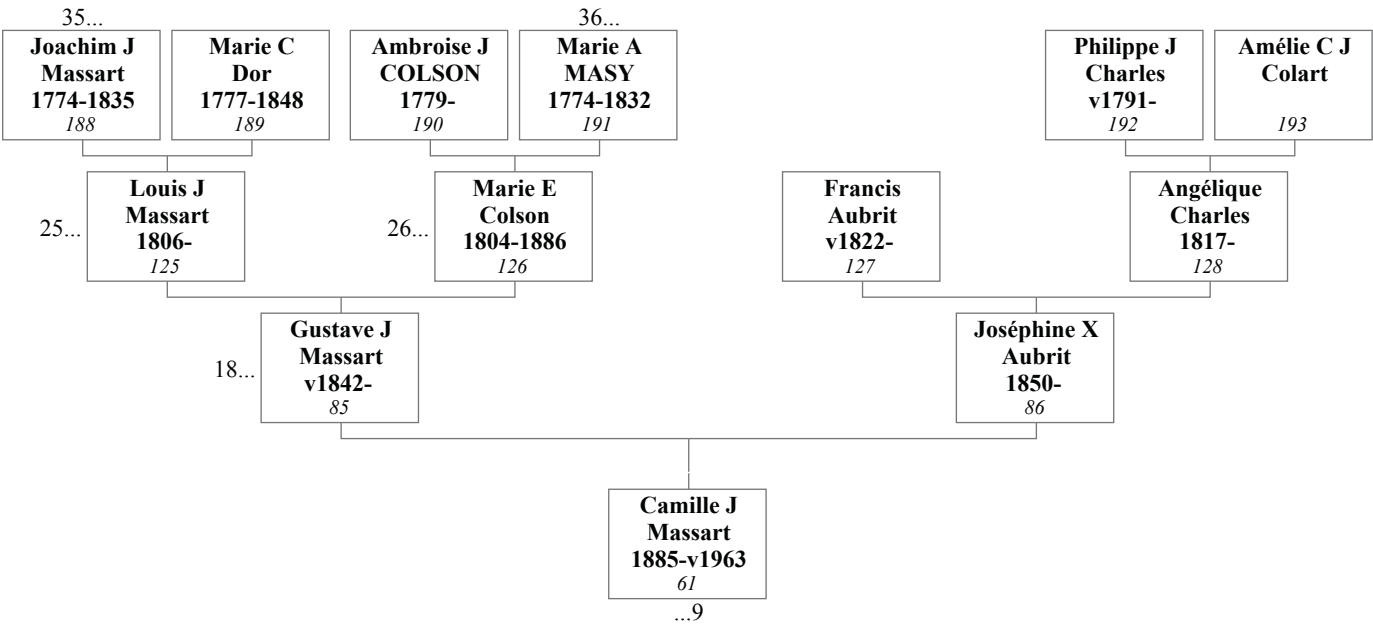 35...
36...
Joachim J
Massart
1774-1835
188
Marie C
Dor
1777-1848
189
Ambroise J
COLSON
1779-
190
Marie A
MASY
1774-1832
191
Philippe J
Charles
v1791-
192
Amélie C J
Colart
193
25...
Louis J
Massart
1806-
125
26...
Marie E
Colson
1804-1886
126
Francis
Aubrit
v1822-
127
Angélique
Charles
1817-
128
18...
Gustave J
Massart
v1842-
85
Joséphine X
Aubrit
1850-
86
Camille J
Massart
1885-v1963
61
...9